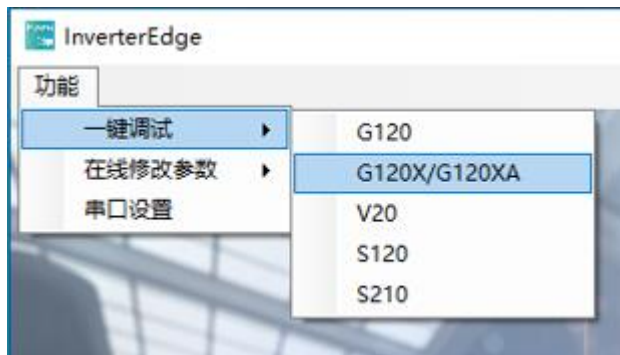 InverterEdge
功能
一键调试
在线修改参数
串口设置
G120
G120X/G120XA
V20
S120
S210